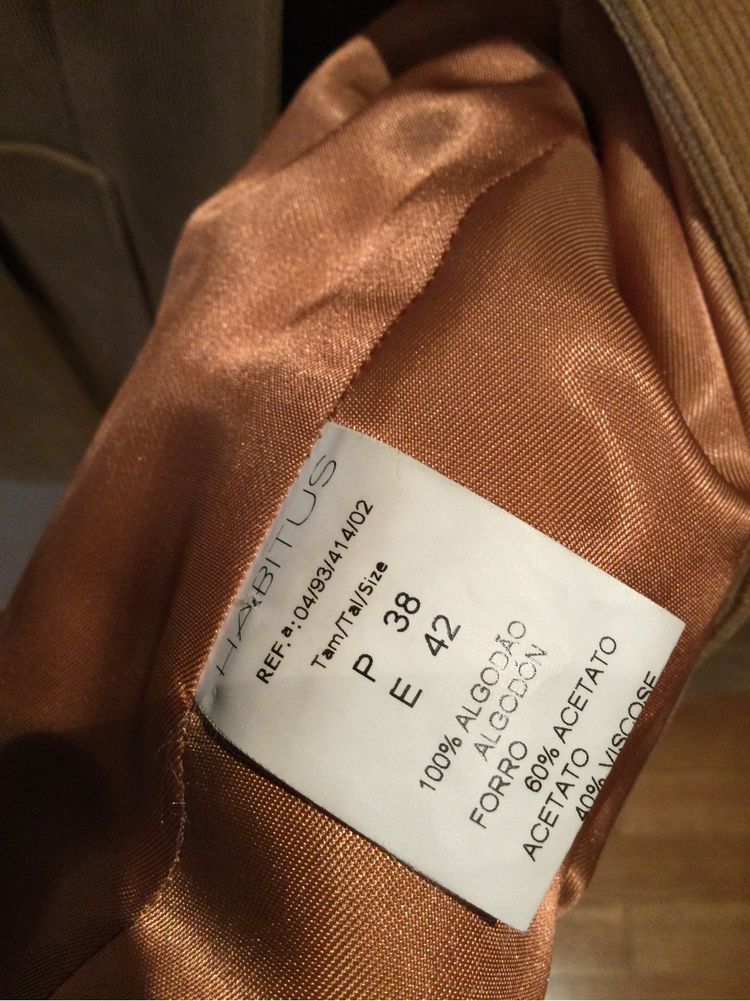 HABITUS
REF.a:04/93/414/02
Tam/Tal/Size
P 38
E 42
100% ALGODÃO
ALGODÓN
FORRO
60% ACETATO
ACETATO
40% VISCOSE